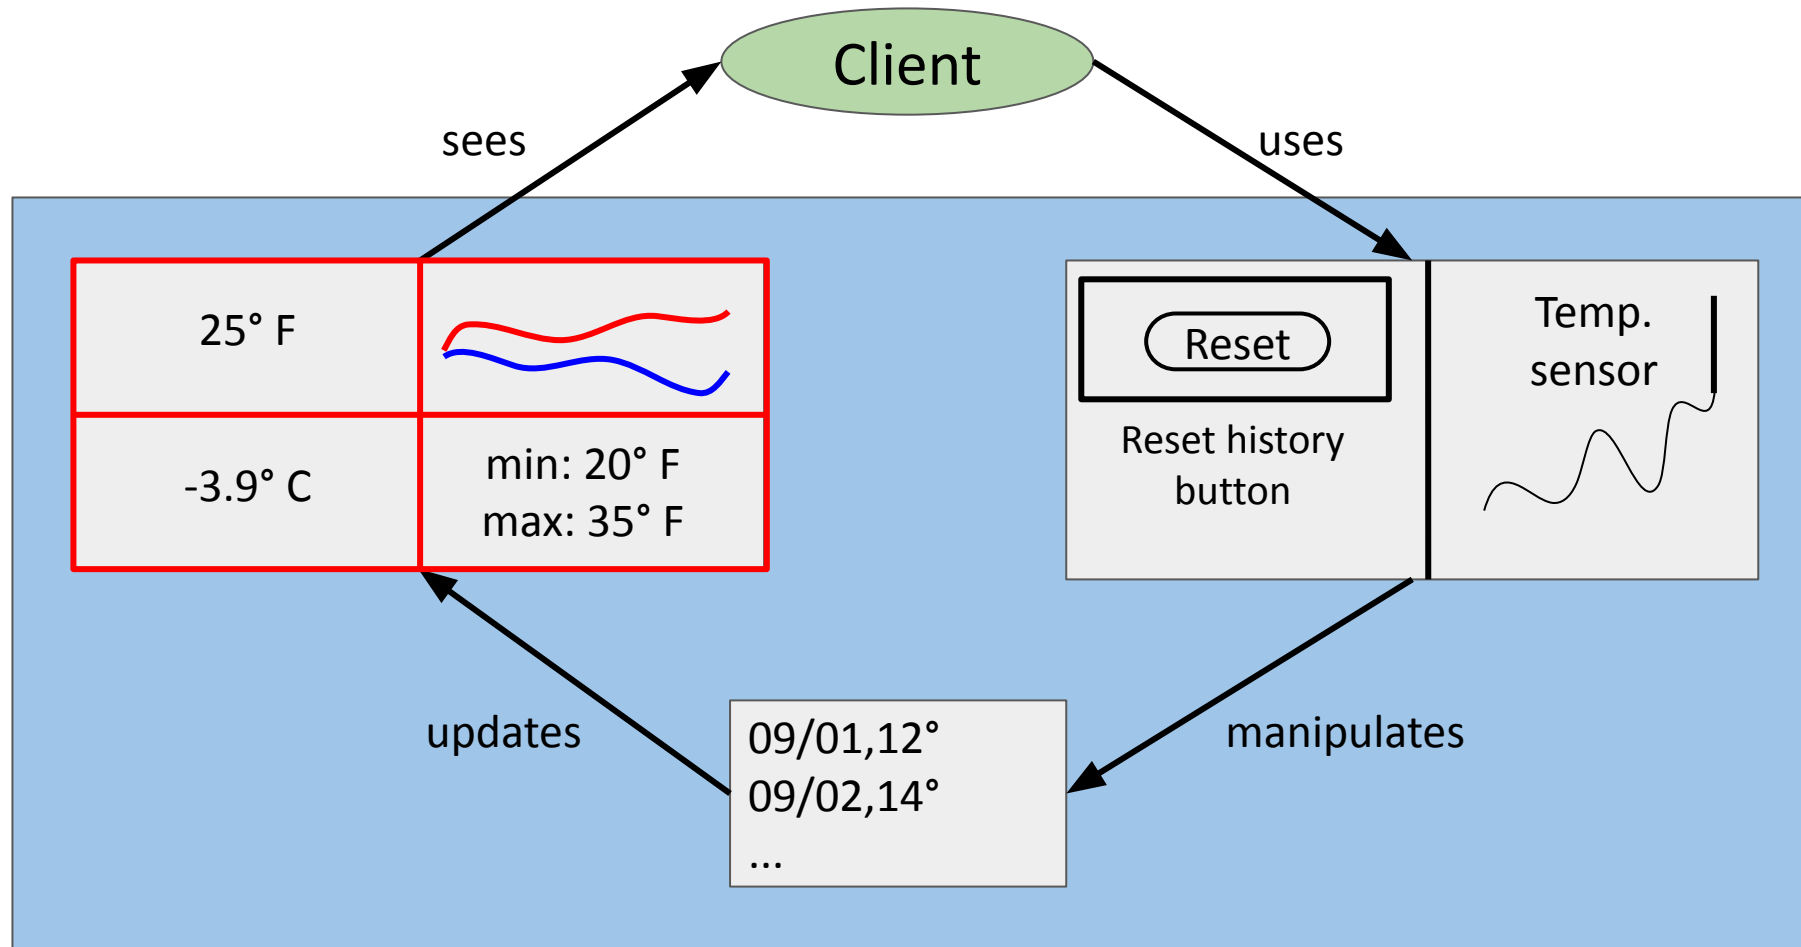 Client
sees
uses
25° F
-3.9° C
min: 20° F
max: 35° F
Reset
Reset history
button
Temp.
sensor
updates
manipulates
09/01,12°
09/02,14°
...